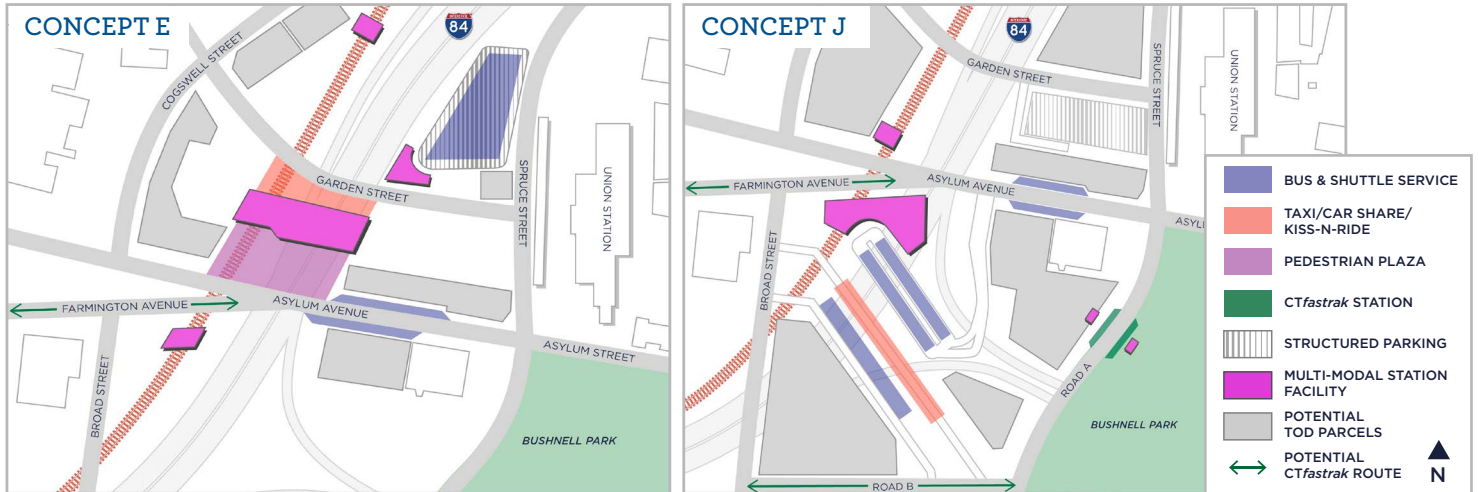 CONCEPT E
INTERSTATE
84
COGSWELL STREET
GARDEN STREET
SPRUCE STREET
UNION STATION
FARMINGTON AVENUE
ASYLUM AVENUE
ASYLUM STREET
BROAD STREET
BUSHNELL PARK
CONCEPT J
INTERSTATE
84
GARDEN STREET
SPRUCE STREET
UNION STATION
FARMINGTON AVENUE
ASYLUM AVENUE
ASYL
BROAD STREET
ROAD A
BUSHNELL PARK
ROAD B
BUS & SHUTTLE SERVICE
TAXI/CAR SHARE/
KISS-N-RIDE
PEDESTRIAN PLAZA
CTfastrak STATION
STRUCTURED PARKING
MULTI-MODAL STATION
FACILITY
POTENTIAL
TOD PARCELS
POTENTIAL
CTfastrak ROUTE
N